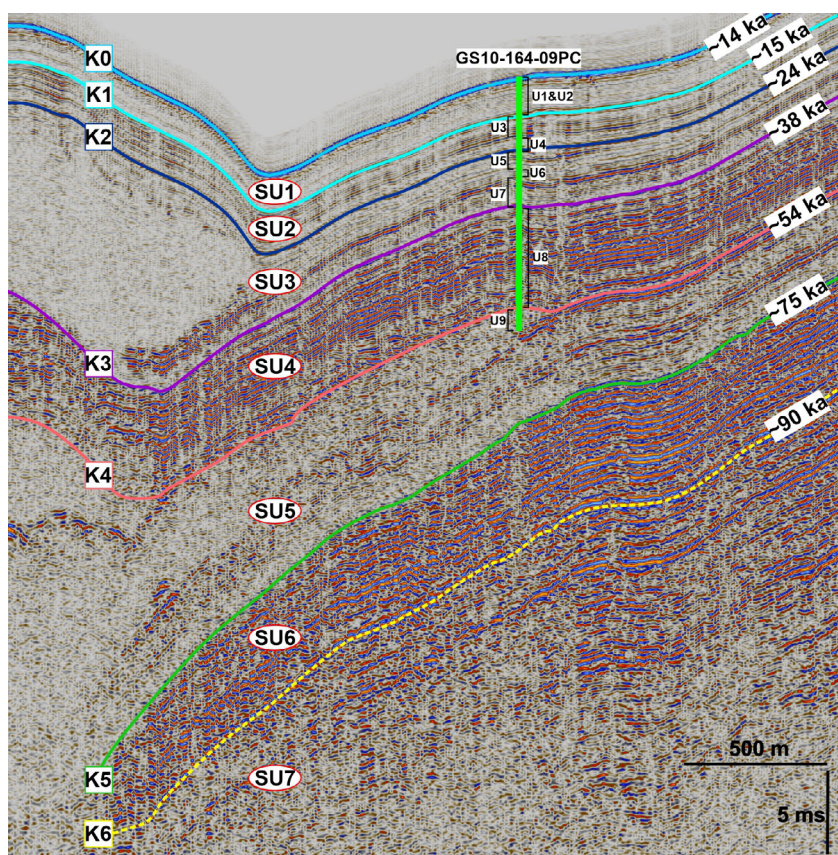 ~14 ka
~15 ka
~24 ka
~38 ka
~54 ka
~75 ka
~90 ka
GS10-164-09PC
K0
K1
K2
K3
K4
K5
K6
SU1
SU2
SU3
SU4
SU5
SU6
SU7
U1&U2
U3
U4
U5
U6
U7
U8
U9
500 m
5 ms